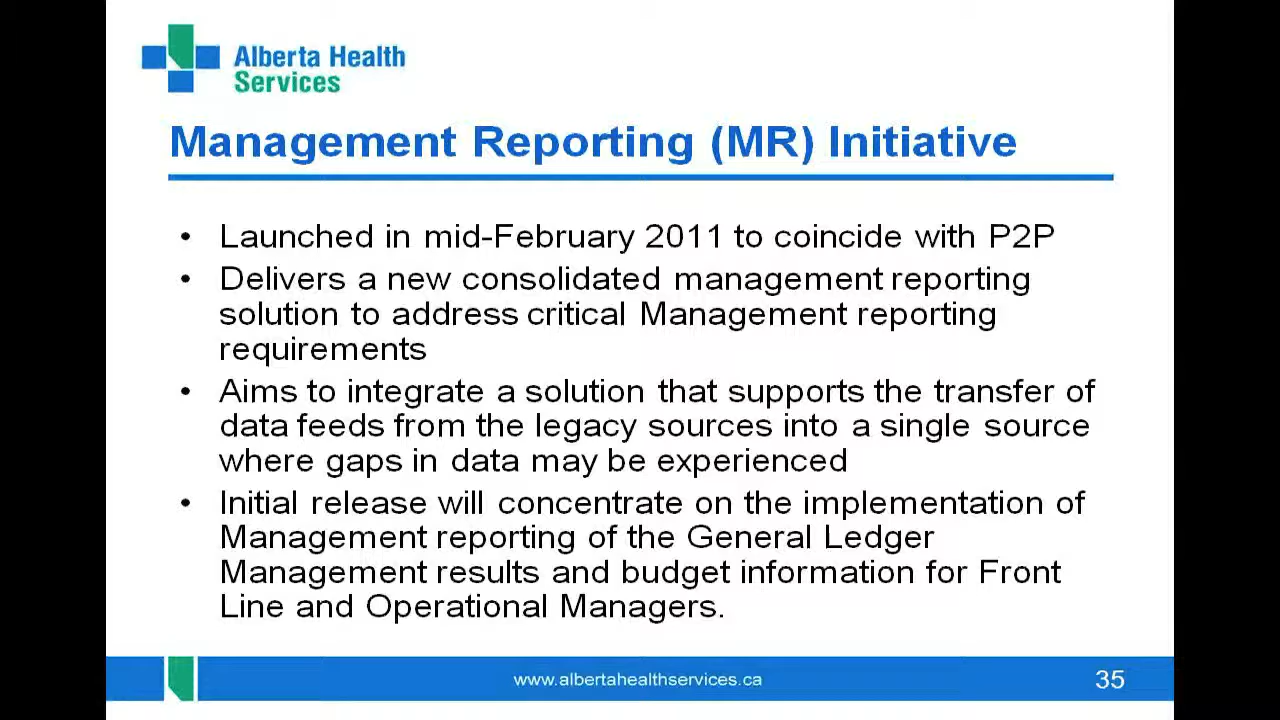 Alberta Health
Services
Management Reporting (MR) Initiative
• Launched in mid-February 2011 to coincide with P2P
• Delivers a new consolidated management reporting
solution to address critical Management reporting
requirements
• Aims to integrate a solution that supports the transfer of
data feeds from the legacy sources into a single source
where gaps in data may be experienced
• Initial release will concentrate on the implementation of
Management reporting of the General Ledger
Management results and budget information for Front
Line and Operational Managers.
www.albertahealthservices.ca
35